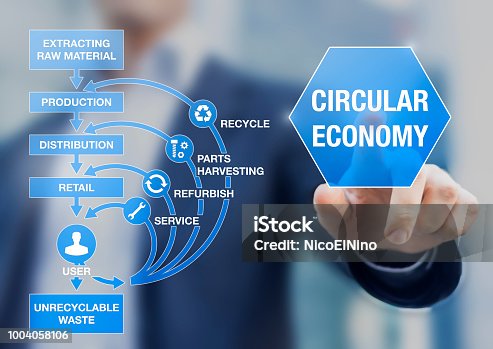 EXTRACTING
RAW MATERIAL
PRODUCTION
DISTRIBUTION
RETAIL
USER
UNRECYCLABLE
WASTE
RECYCLE
PARTS
HARVESTING
REFURBISH
SERVICE
CIRCULAR
ECONOMY
iStock™
Credit: NicoElNino
1004058106